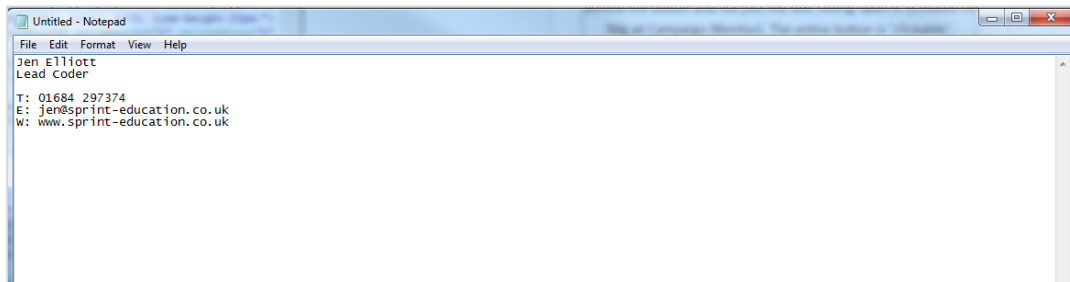 Untitled - Notepad
File Edit Format View Help
Jen Elliott
Lead Coder
T: 01684 297374
E: jen@sprint-education.co.uk
W: www.sprint-education.co.uk